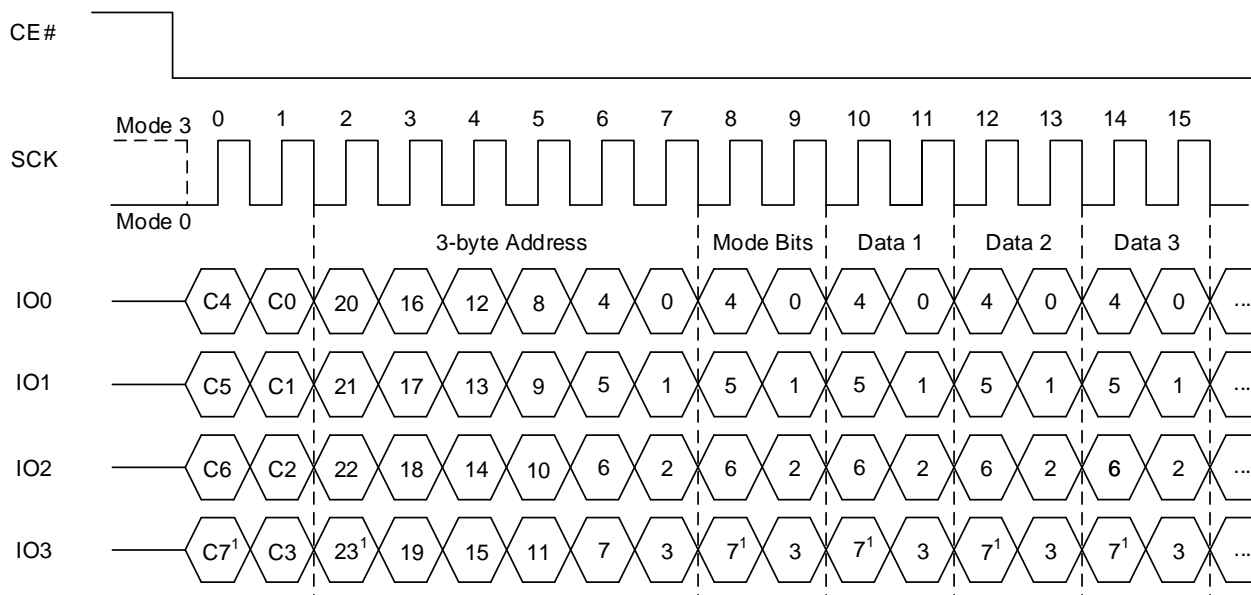 CE#
Mode 3 0 1 2 3 4 5 6 7 8 9 10 11 12 13 14 15
SCK
Mode 0
3-byte Address Mode Bits Data 1 Data 2 Data 3
IO0 C4 C0 20 16 12 8 4 0 4 0 4 0 4 0 4 0 ...
IO1 C5 C1 21 17 13 9 5 1 5 1 5 1 5 1 5 1 ...
IO2 C6 C2 22 18 14 10 6 2 6 2 6 2 6 2 6 2 ...
IO3 C7¹ C3 23¹ 19 15 11 7 3 7¹ 3 7¹ 3 7¹ 3 7¹ 3 ...